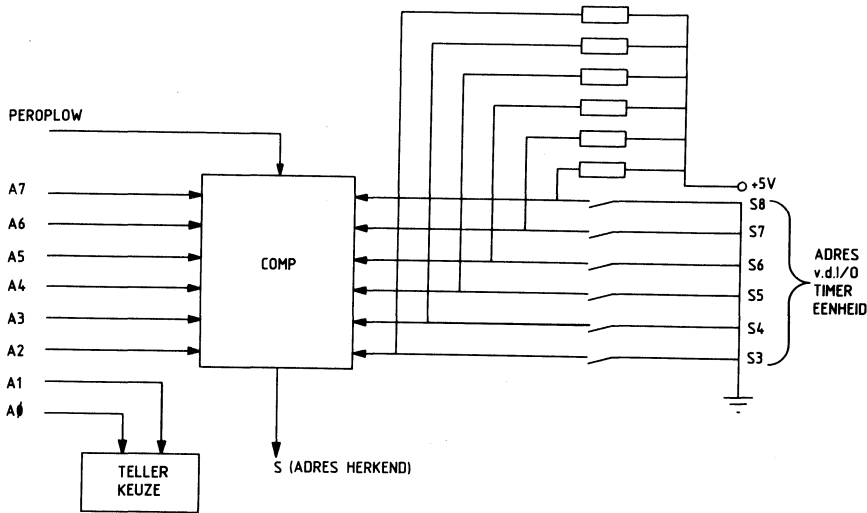 PEROPLOW
A7
A6
A5
A4
A3
A2
A1
AØ
COMP
TELLER
KEUZE
S (ADRES HERKEND)
+5V
S8
S7
S6
S5
S4
S3
ADRES
v.d.I/O
TIMER
EENHEID